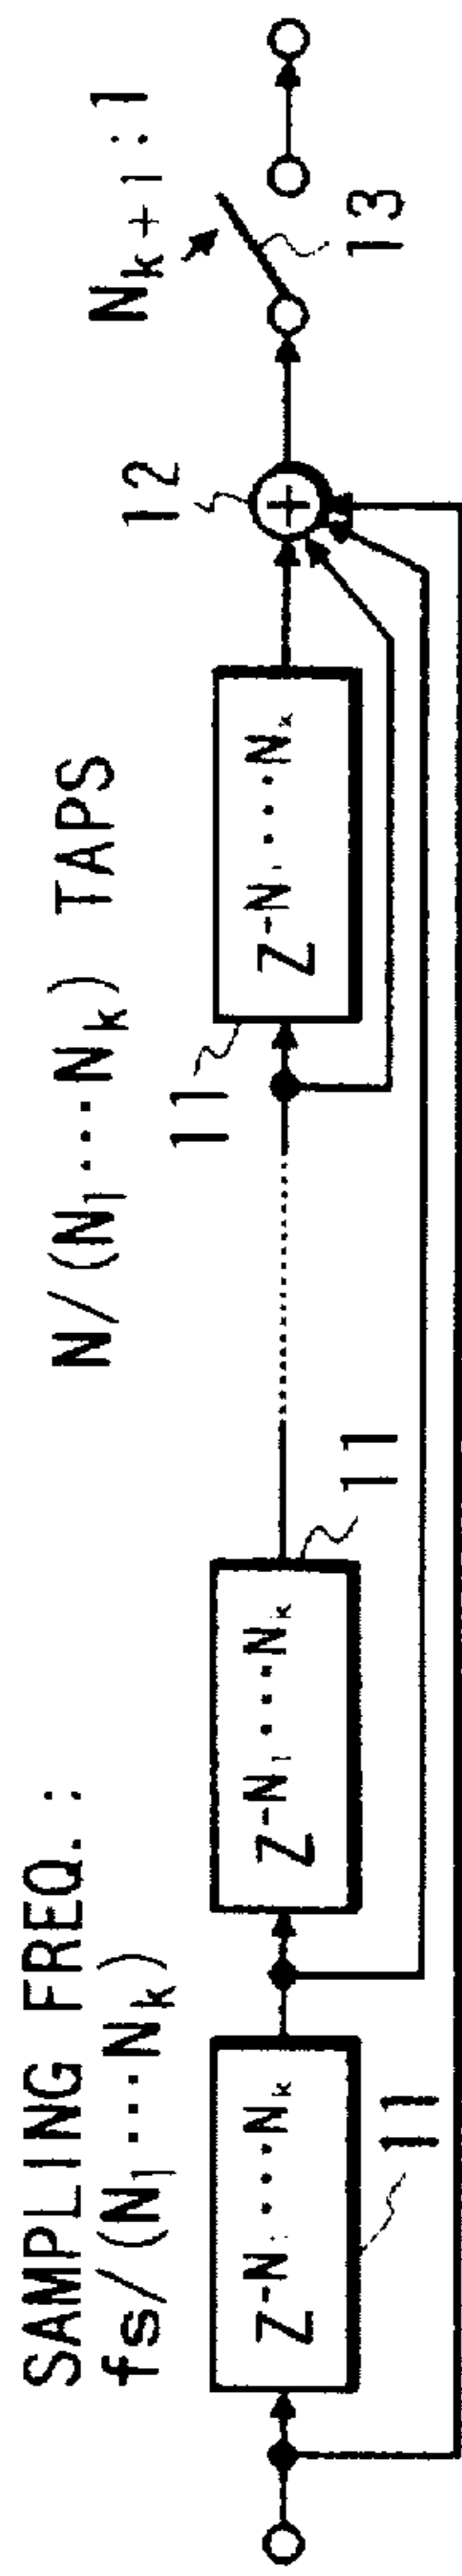 SAMPLING FREQ. :
fs/(N₁···Nₖ)
N/(N₁···Nₖ) TAPS
Nₖ₊₁:1
12
13
11
Z⁻ᴺ₁····Nₖ
Z⁻ᴺ₁····Nₖ
Z⁻ᴺ₁····Nₖ
+
11
11